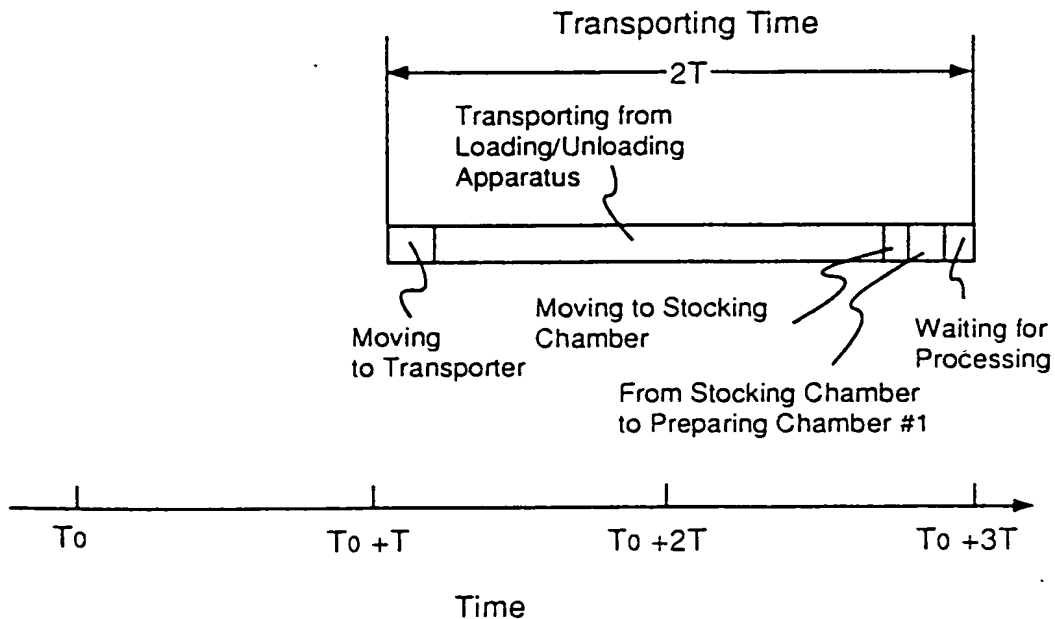 Transporting Time
2T
Transporting from
Loading/Unloading
Apparatus
Moving
to Transporter
Moving to Stocking
Chamber
From Stocking Chamber
to Preparing Chamber #1
Waiting for
Processing
To
To +T
To +2T
To +3T
Time